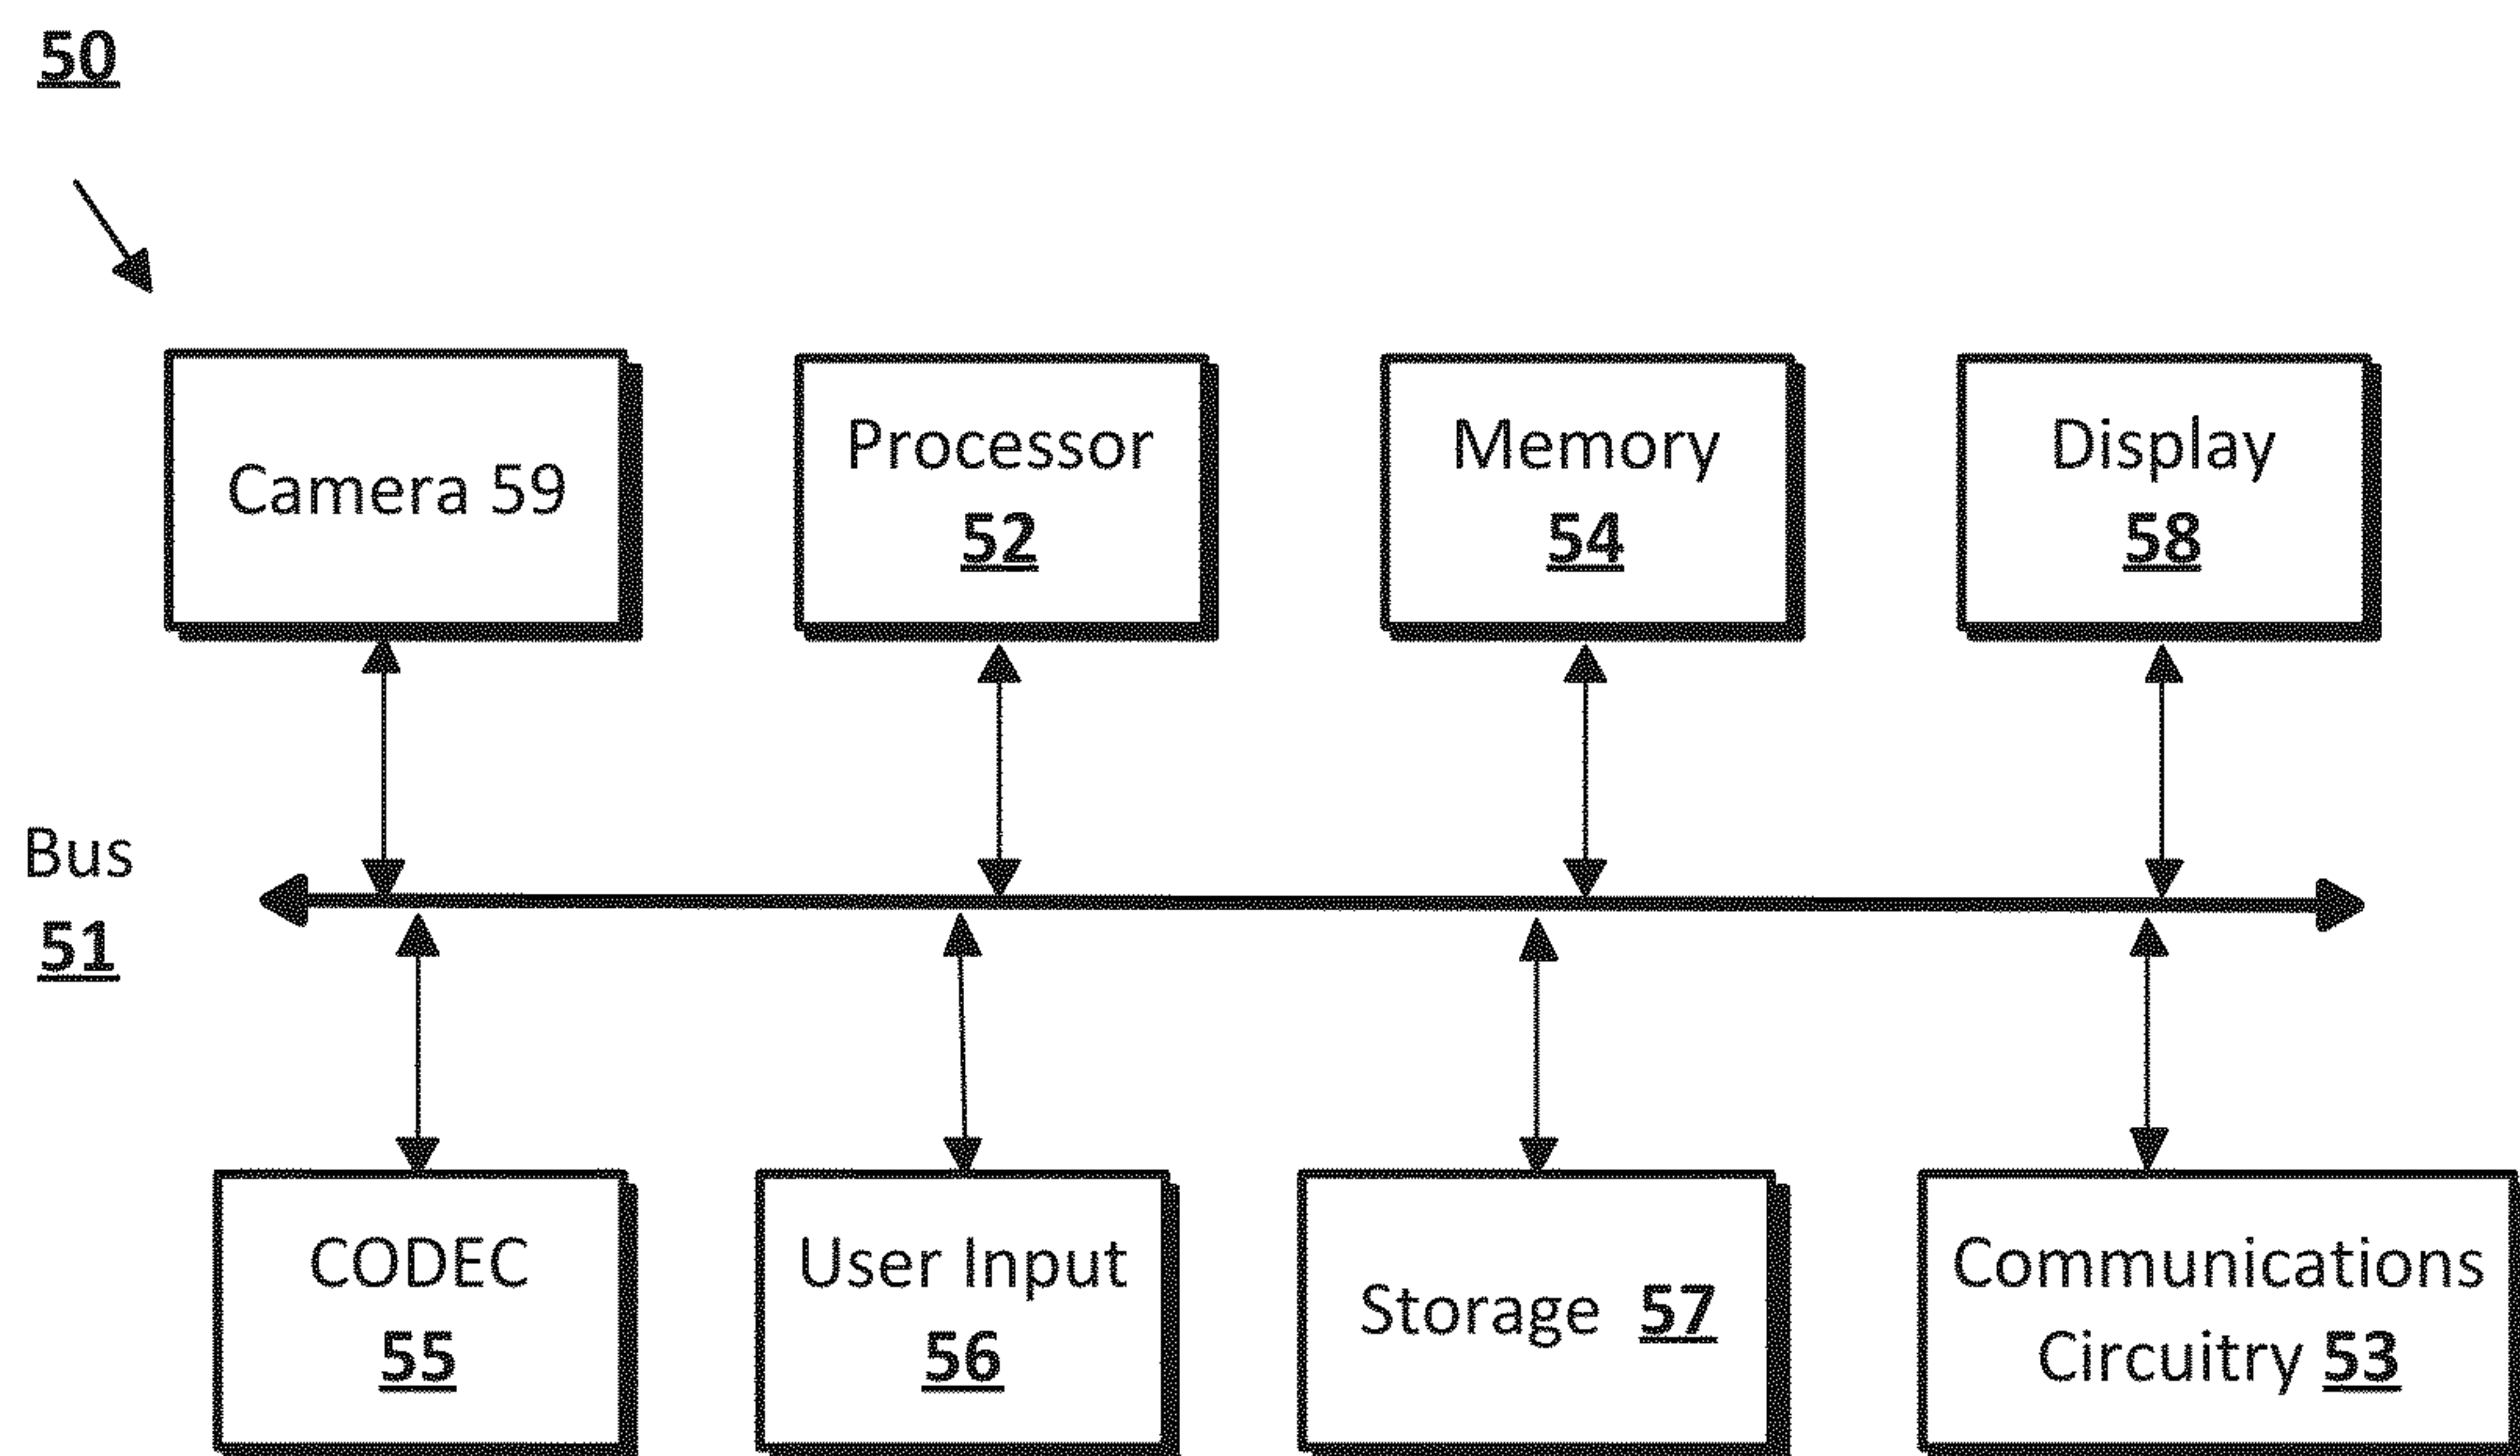 50
Camera 59
Processor
52
Memory
54
Display
58
Bus
51
CODEC
55
User Input
56
Storage 57
Communications
Circuitry 53